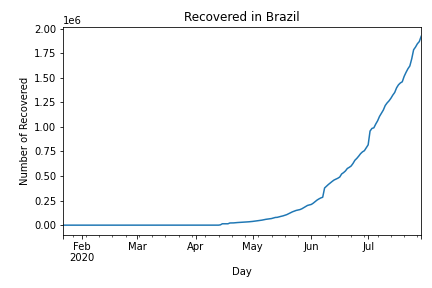 Recovered in Brazil
1e6
2.00
1.75
1.50
1.25
1.00
0.75
0.50
0.25
0.00
Number of Recovered
Feb Mar Apr May Jun Jul
2020
Day